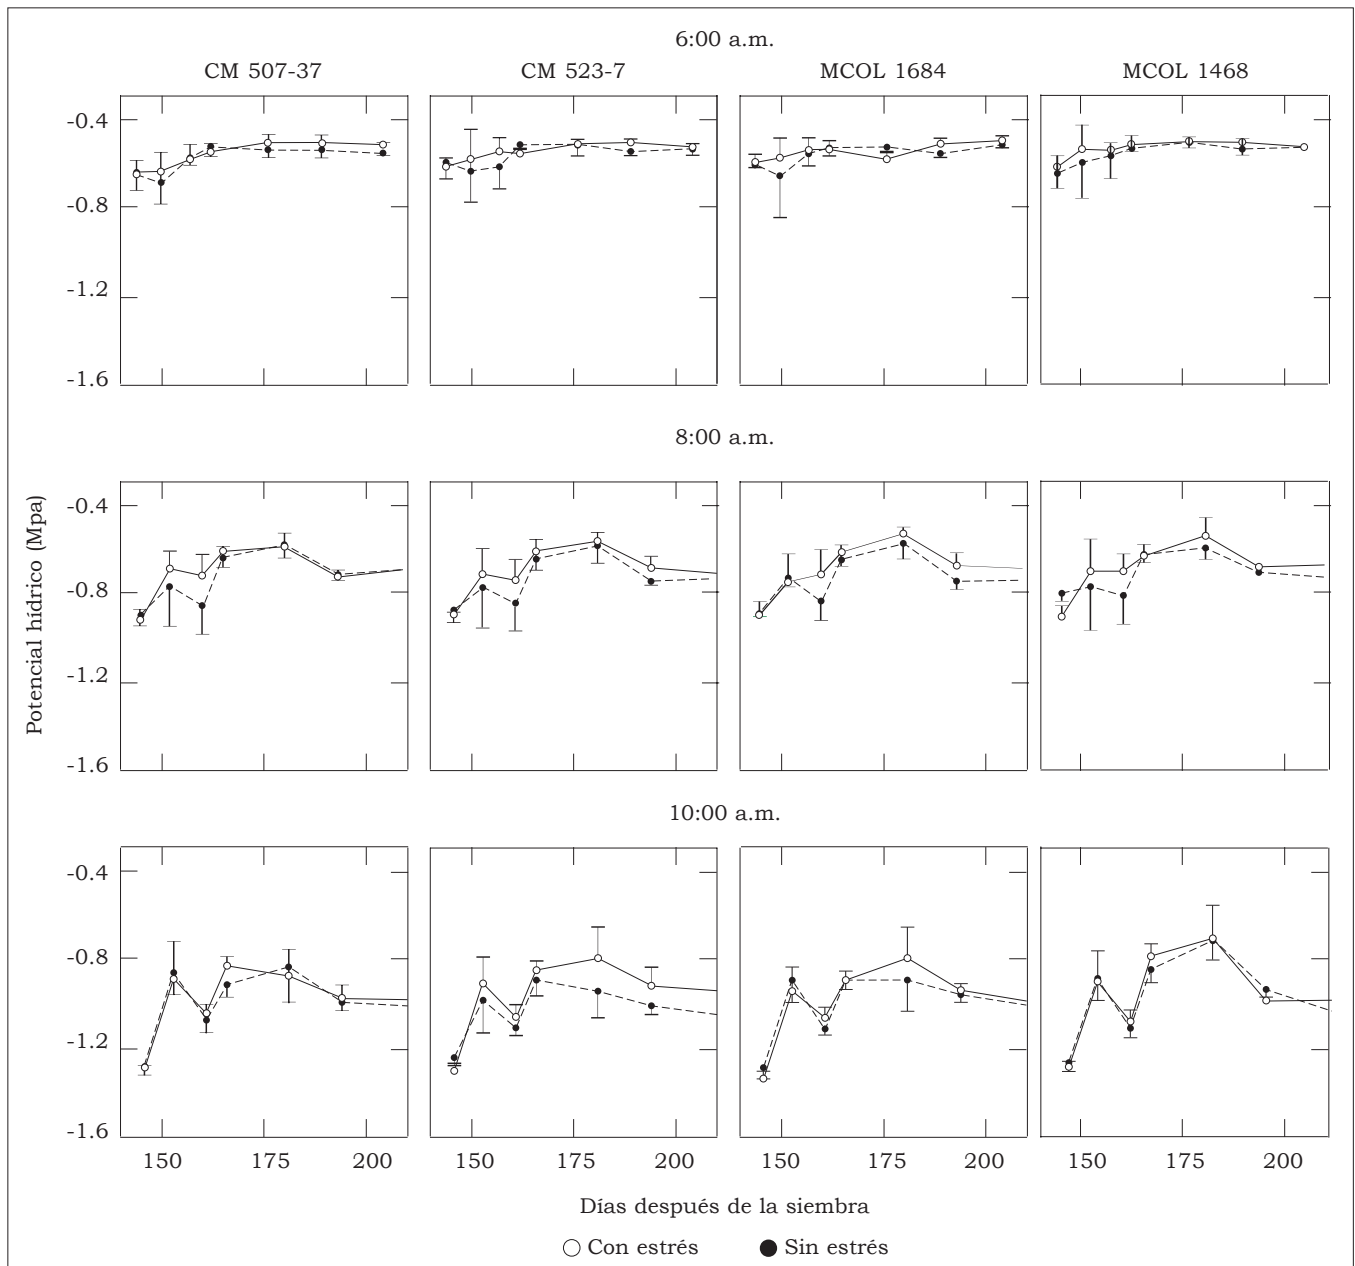 6:00 a.m.
CM 507-37 CM 523-7 MCOL 1684 MCOL 1468
-0.4
-0.8
-1.2
-1.6
8:00 a.m.
-0.4
-0.8
-1.2
-1.6
Potencial hídrico (Mpa)
10:00 a.m.
-0.4
-0.8
-1.2
-1.6
150 175 200 150 175 200 150 175 200 150 175 200
Días después de la siembra
Con estrés Sin estrés